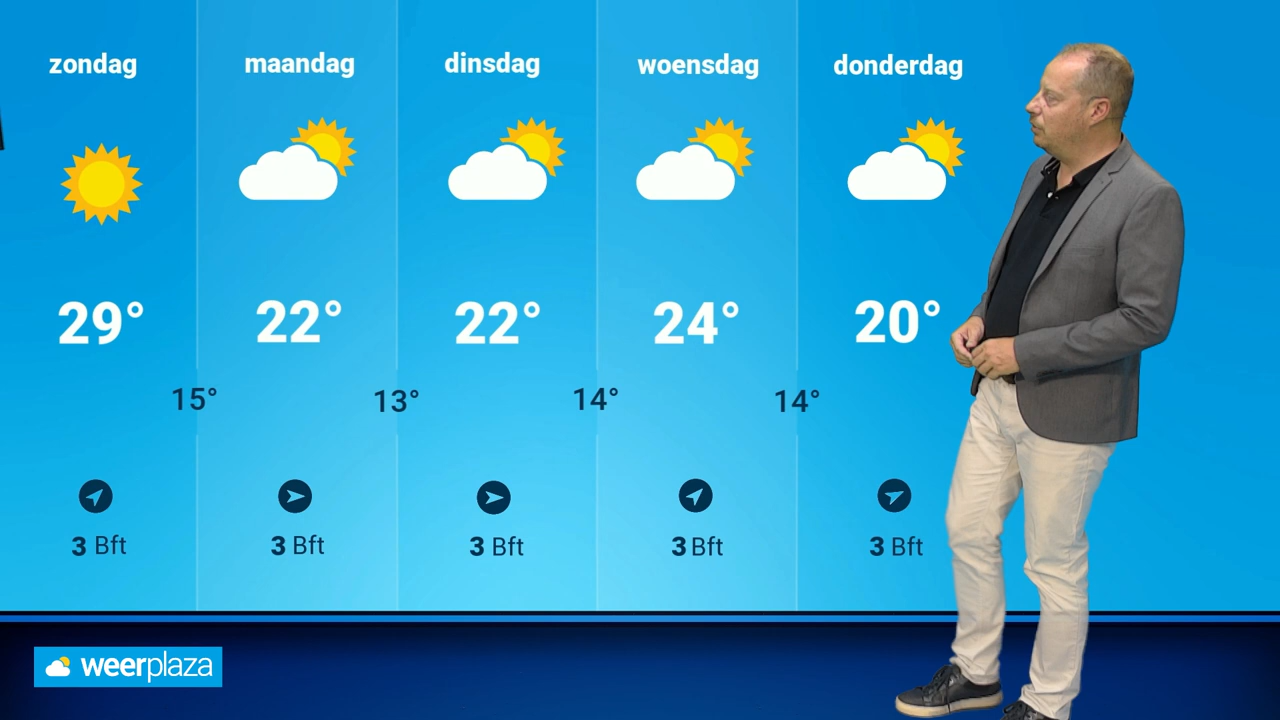 zondag maandag dinsdag woensdag donderdag
29° 22° 22° 24° 20°
15° 13° 14° 14°
3 Bft 3 Bft 3 Bft 3 Bft 3 Bft
weerplaza